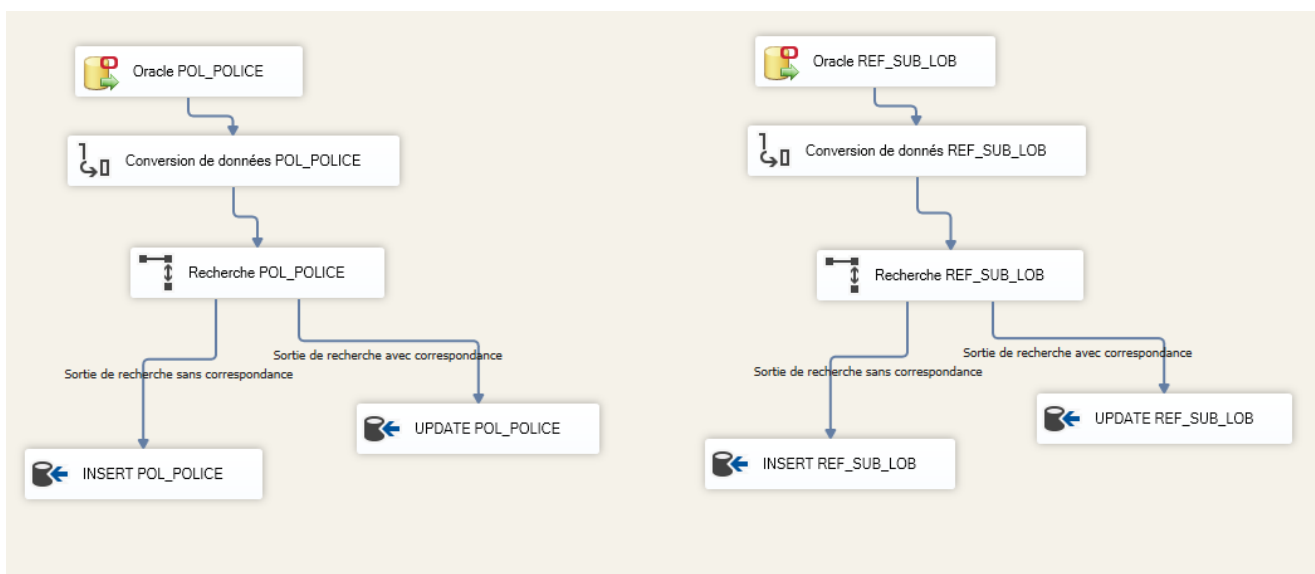 Oracle POL_POLICE
Conversion de données POL_POLICE
Recherche POL_POLICE
Sortie de recherche avec correspondance
Sortie de recherche sans correspondance
UPDATE POL_POLICE
INSERT POL_POLICE
Oracle REF_SUB_LOB
Conversion de donnés REF_SUB_LOB
Recherche REF_SUB_LOB
Sortie de recherche avec correspondance
Sortie de recherche sans correspondance
UPDATE REF_SUB_LOB
INSERT REF_SUB_LOB